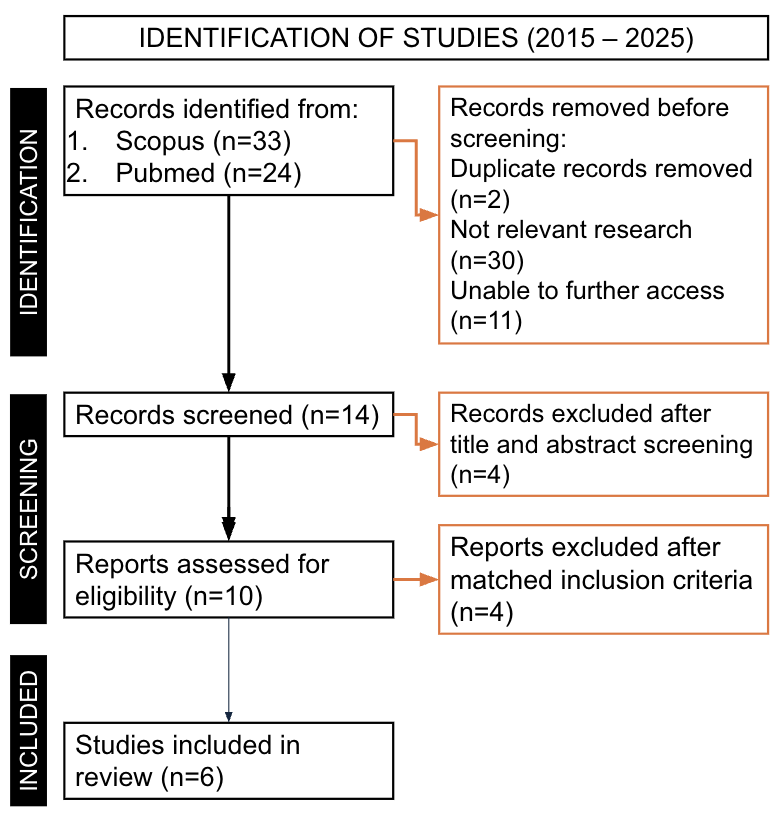 IDENTIFICATION OF STUDIES (2015 – 2025)
IDENTIFICATION
Records identified from:
1. Scopus (n=33)
2. Pubmed (n=24)
Records removed before
screening:
Duplicate records removed
(n=2)
Not relevant research
(n=30)
Unable to further access
(n=11)
SCREENING
Records screened (n=14)
Records excluded after
title and abstract screening
(n=4)
Reports assessed for
eligibility (n=10)
Reports excluded after
matched inclusion criteria
(n=4)
INCLUDED
Studies included in
review (n=6)